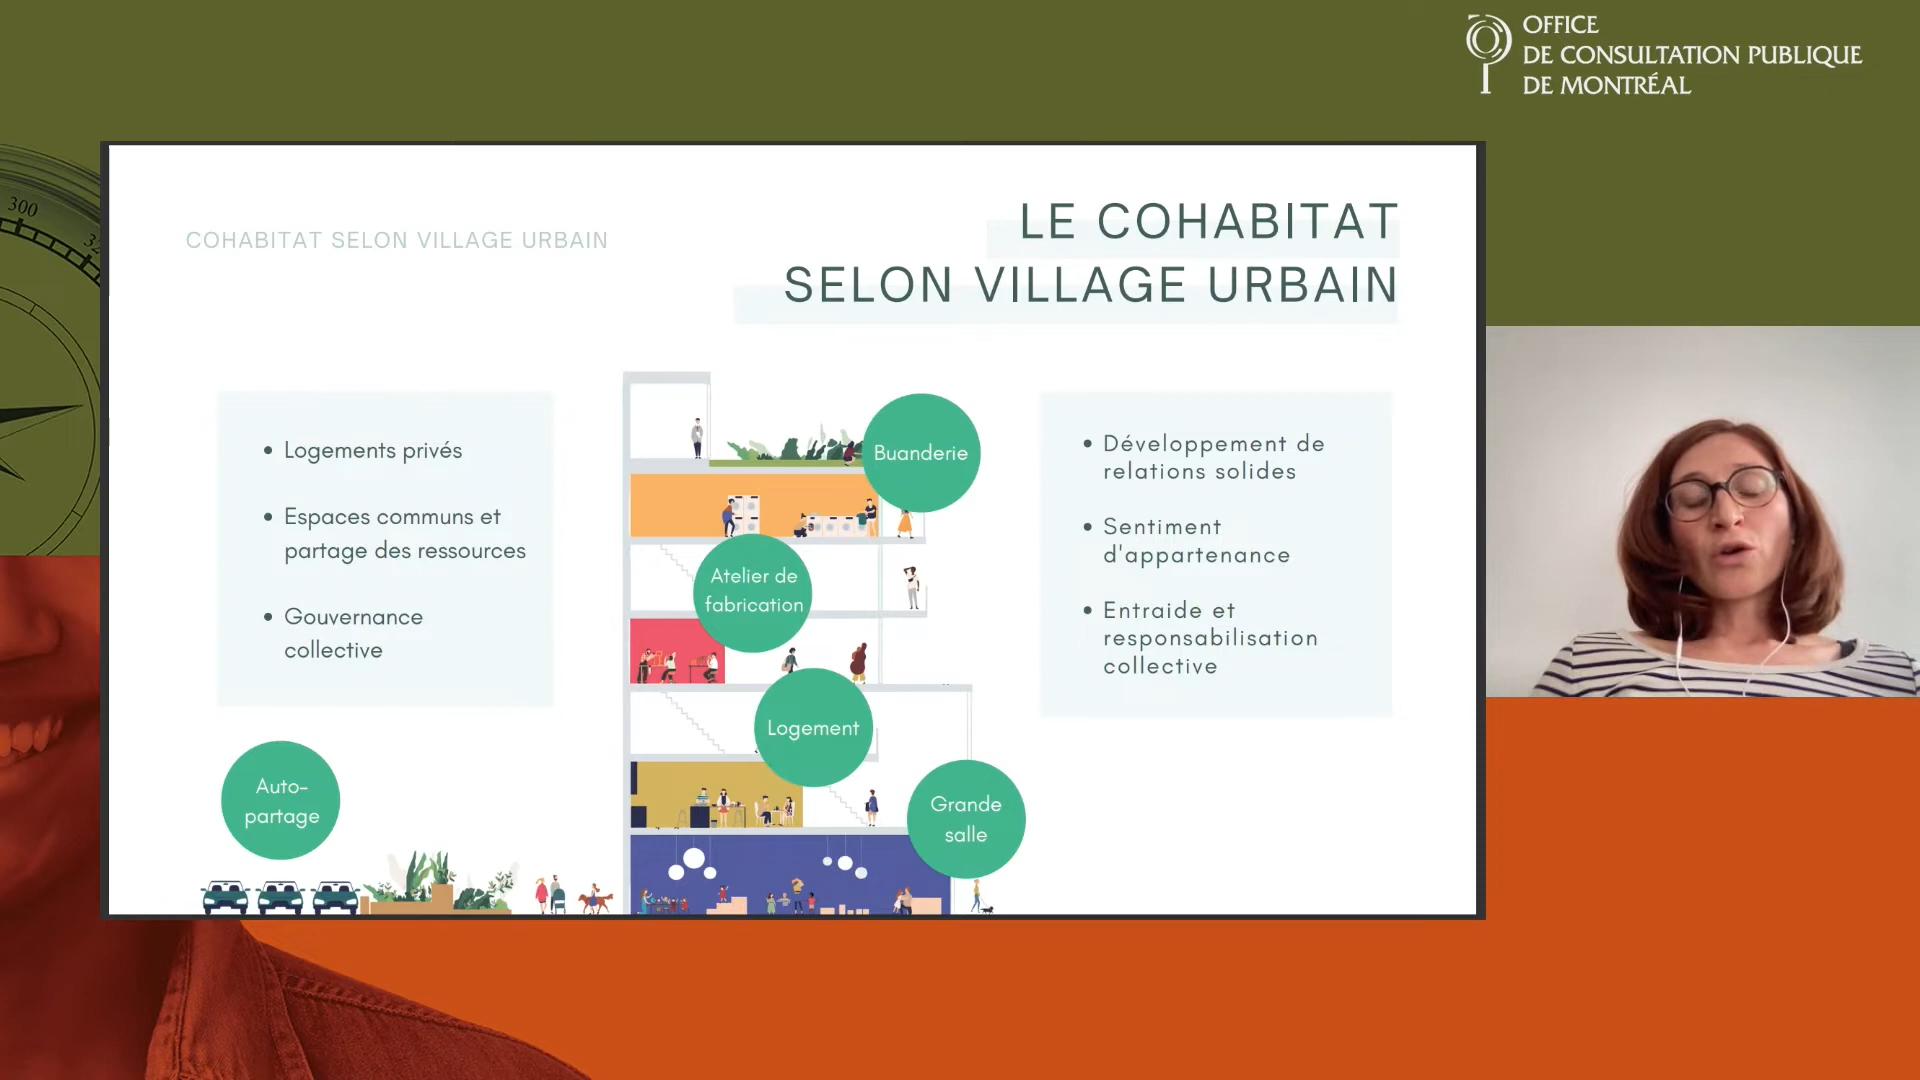 OFFICE
DE CONSULTATION PUBLIQUE
DE MONTRÉAL
300
COHABITAT SELON VILLAGE URBAIN
LE COHABITAT
SELON VILLAGE URBAIN
• Logements privés
• Espaces communs et
partage des ressources
• Gouvernance
collective
Buanderie
Atelier de
fabrication
Logement
Grande
salle
Auto-
partage
• Développement de
relations solides
• Sentiment
d'appartenance
• Entraide et
responsabilisation
collective